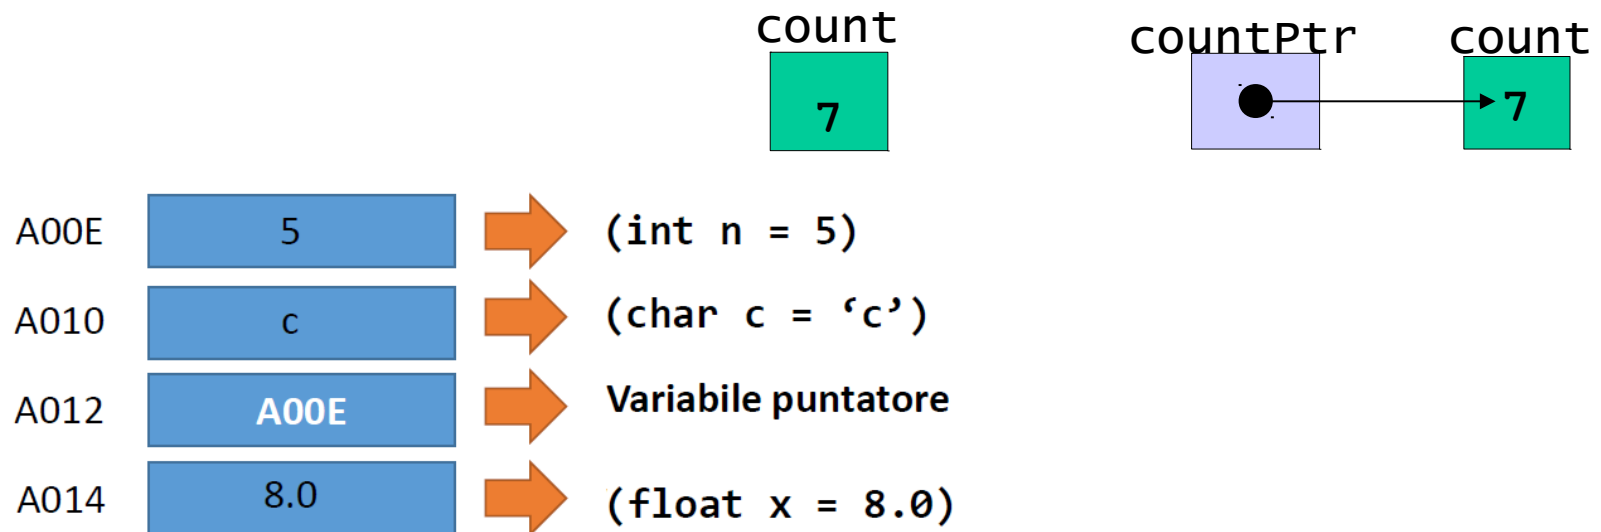 count
countPtr count
7
7
A00E 5 (int n = 5)
A010 c (char c = ‘c’)
A012 A00E Variabile puntatore
A014 8.0 (float x = 8.0)